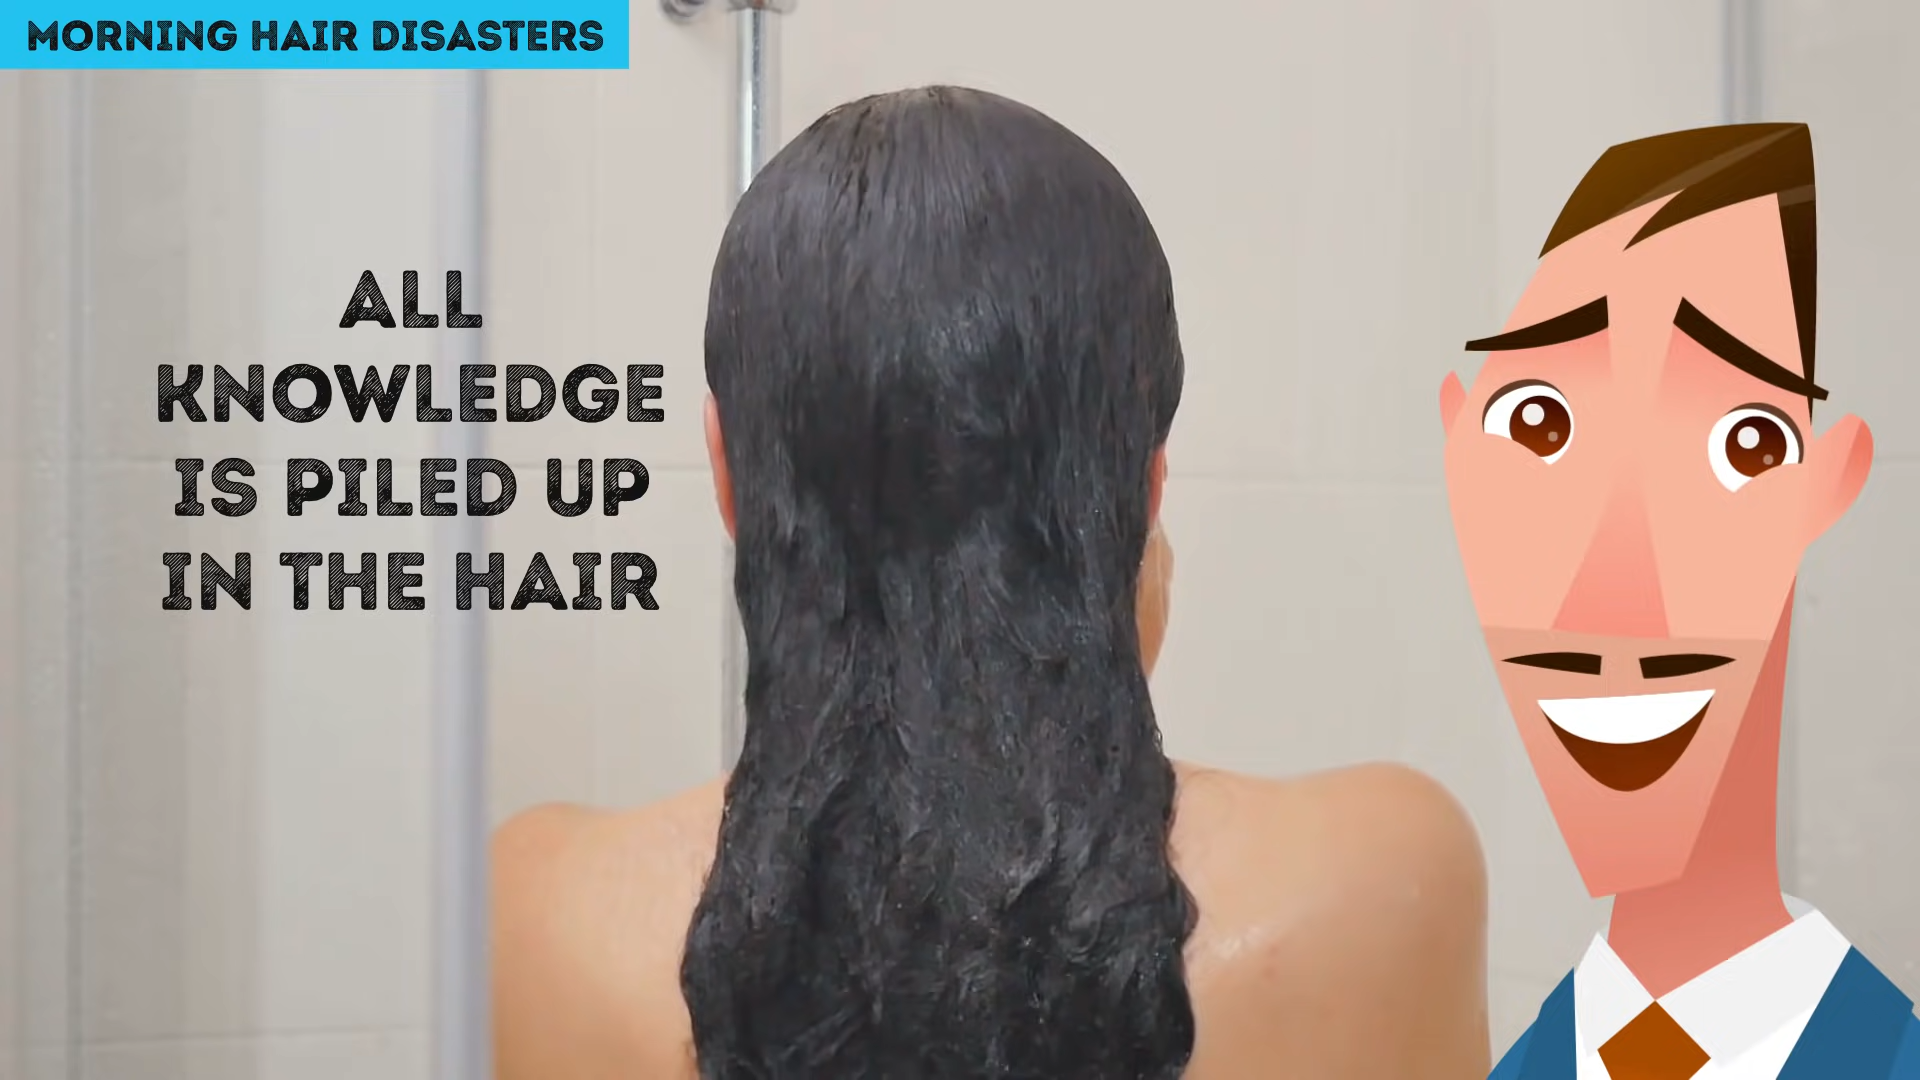 MORNING HAIR DISASTERS
ALL
KNOWLEDGE
IS PILED UP
IN THE HAIR